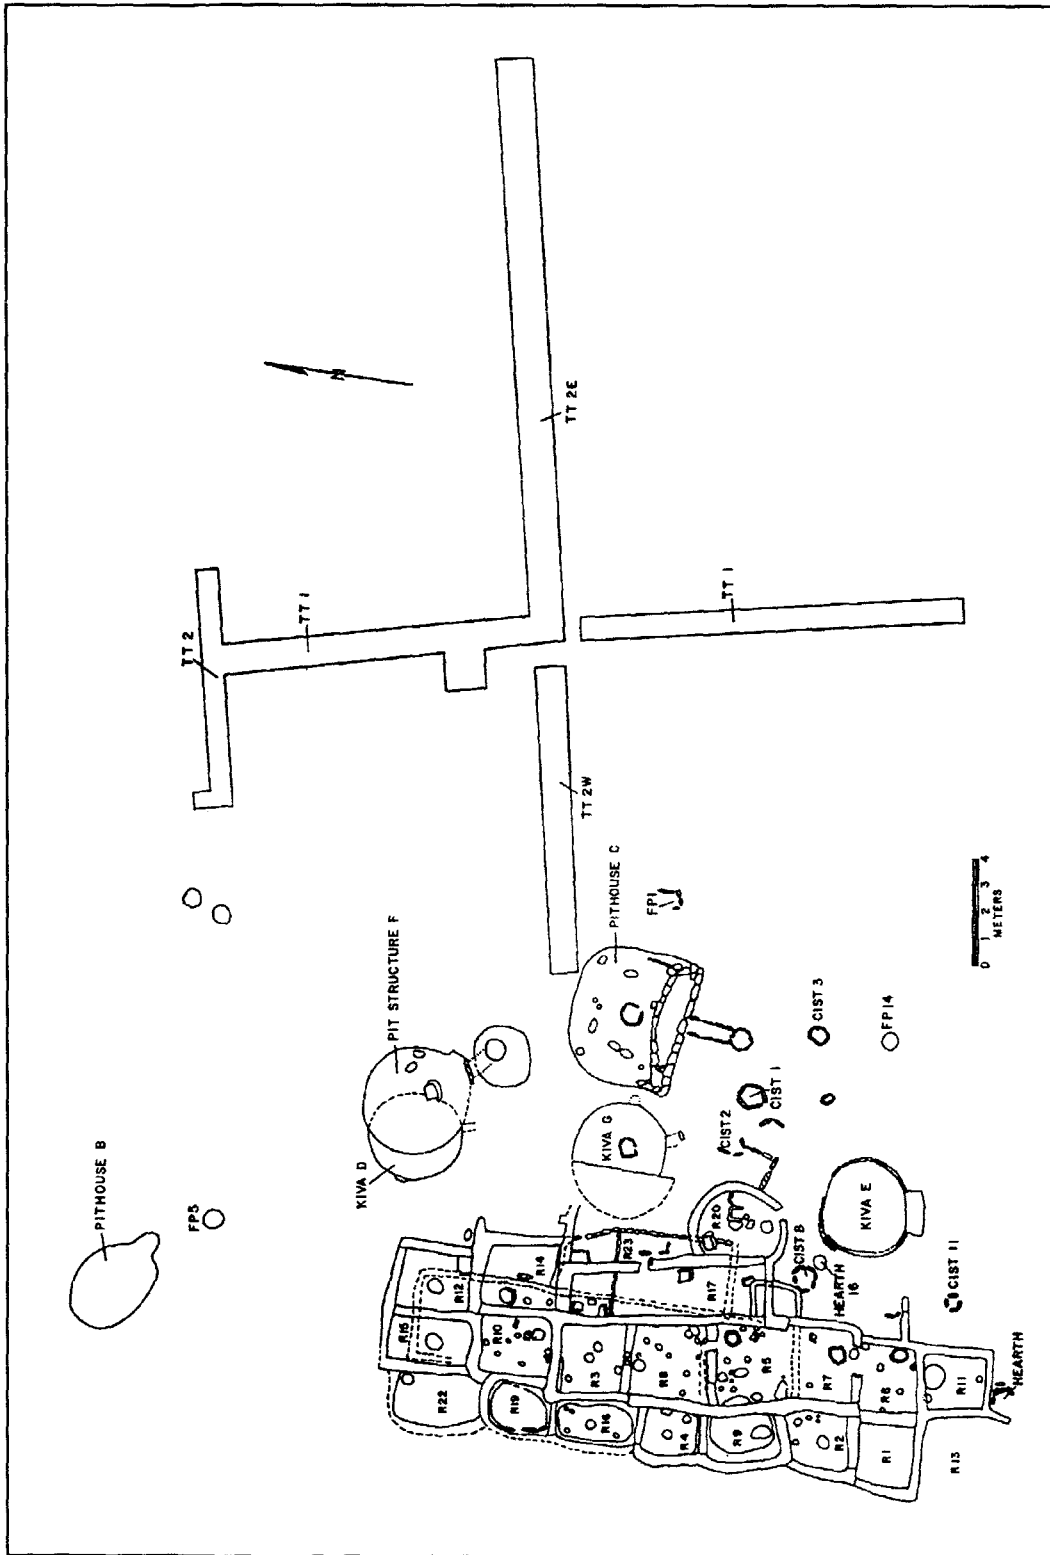 N
TT 2E
TT 2
TT 1
TT 1
TT 2W
PITHOUSE C
FP1
0 1 2 3 4
METERS
PIT STRUCTURE F
CIST 3
FP14
CIST 1
CIST 2
KIVA G
KIVA D
PITHOUSE B
FP5
KIVA E
R20
CIST 8
HEARTH
16
CIST 11
R23
R14
R17
R12
R15
R10
R3
R8
R5
R7
R6
R11
HEARTH
R22
R19
R16
R4
R9
R2
R1
R13